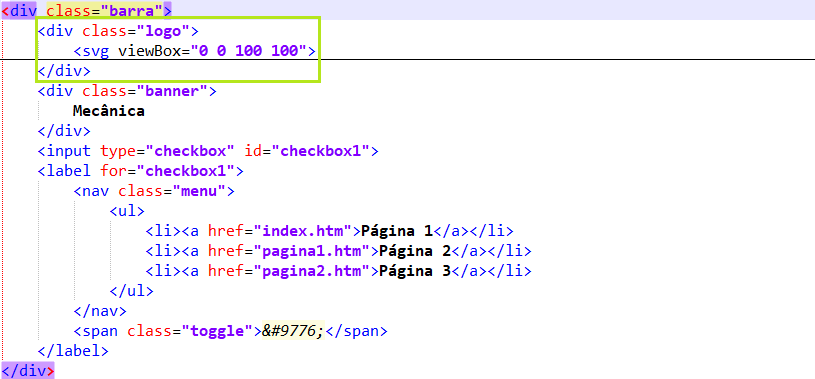 <div class="barra">
<div class="logo">
<svg viewBox="0 0 100 100">
</div>
<div class="banner">
Mecânica
</div>
<input type="checkbox" id="checkbox1">
<label for="checkbox1">
<nav class="menu">
<ul>
<li><a href="index.htm">Página 1</a></li>
<li><a href="pagina1.htm">Página 2</a></li>
<li><a href="pagina2.htm">Página 3</a></li>
</ul>
</nav>
<span class="toggle">&#9776;</span>
</label>
</div>